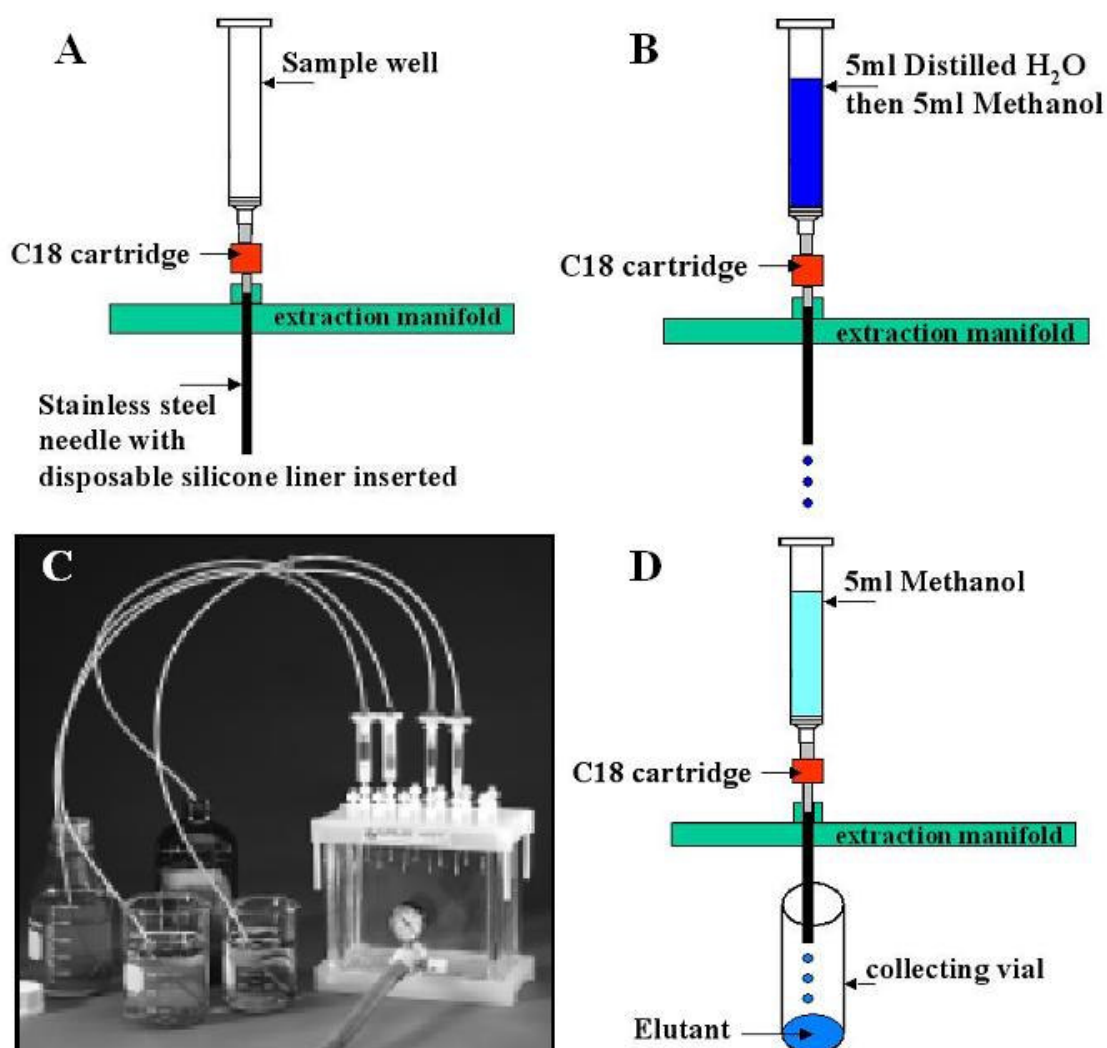 A
Sample well
C18 cartridge
extraction manifold
Stainless steel
needle with
disposable silicone liner inserted
B
5ml Distilled H₂O
then 5ml Methanol
C18 cartridge
extraction manifold
C
D
5ml Methanol
C18 cartridge
extraction manifold
collecting vial
Elutant